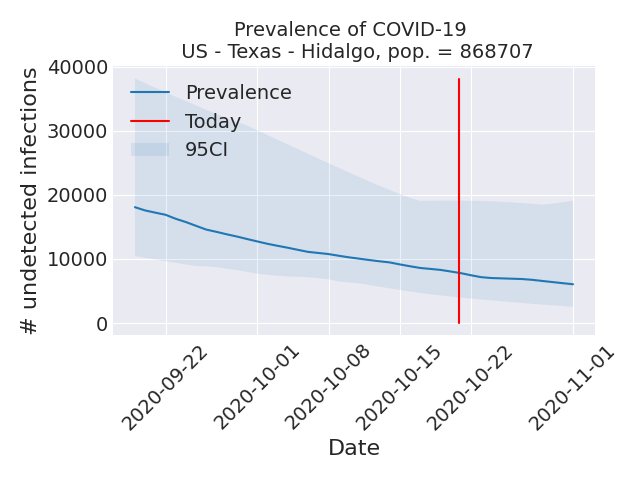 Prevalence of COVID-19
US - Texas - Hidalgo, pop. = 868707
# undetected infections
40000
30000
20000
10000
0
Prevalence
Today
95CI
2020-09-22
2020-10-01
2020-10-08
2020-10-15
2020-10-22
2020-11-01
Date